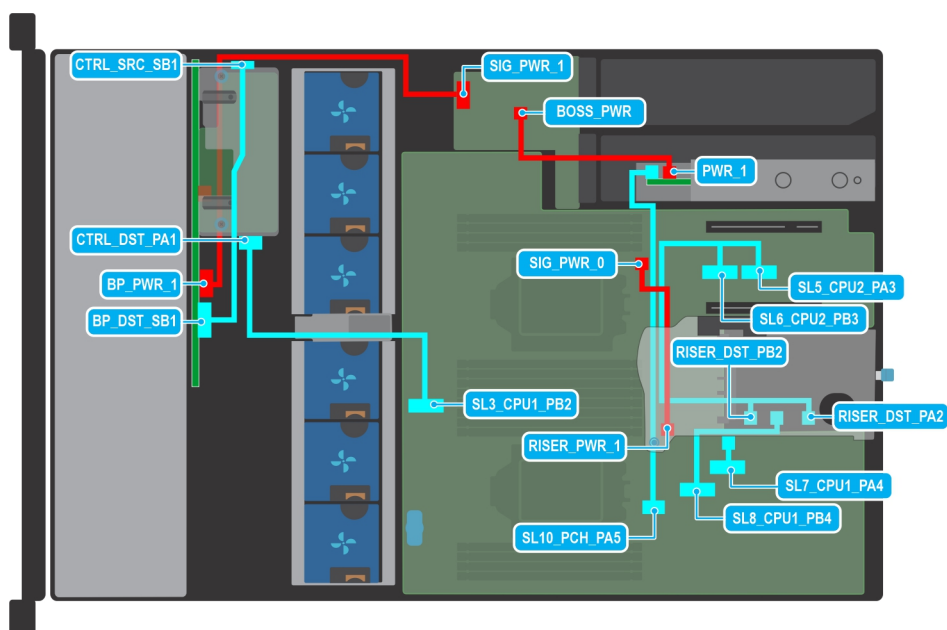 CTRL_SRC_SB1
SIG_PWR_1
BOSS_PWR
PWR_1
CTRL_DST_PA1
SIG_PWR_0
BP_PWR_1
SL5_CPU2_PA3
BP_DST_SB1
SL6_CPU2_PB3
RISER_DST_PB2
SL3_CPU1_PB2
RISER_DST_PA2
RISER_PWR_1
SL7_CPU1_PA4
SL8_CPU1_PB4
SL10_PCH_PA5